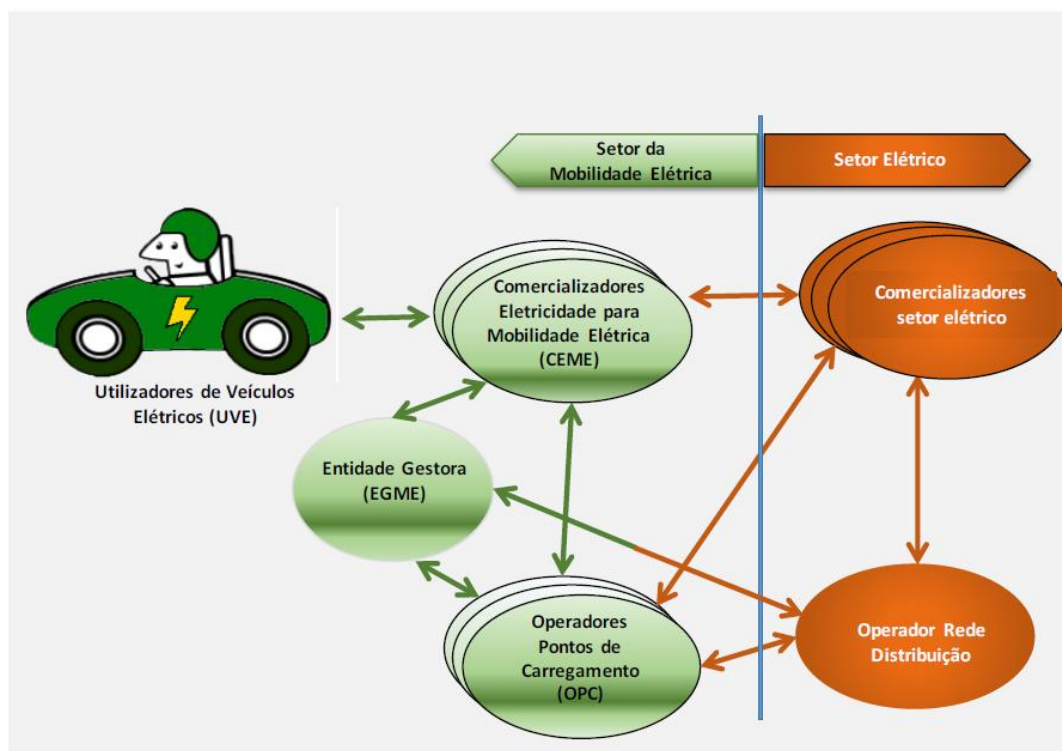 Setor da
Mobilidade Elétrica
Setor Elétrico
Comercializadores
Eletricidade para
Mobilidade Elétrica
(CEME)
Comercializadores
setor elétrico
Utilizadores de Veículos
Elétricos (UVE)
Entidade Gestora
(EGME)
Operadores
Pontos de
Carregamento
(OPC)
Operador Rede
Distribuição